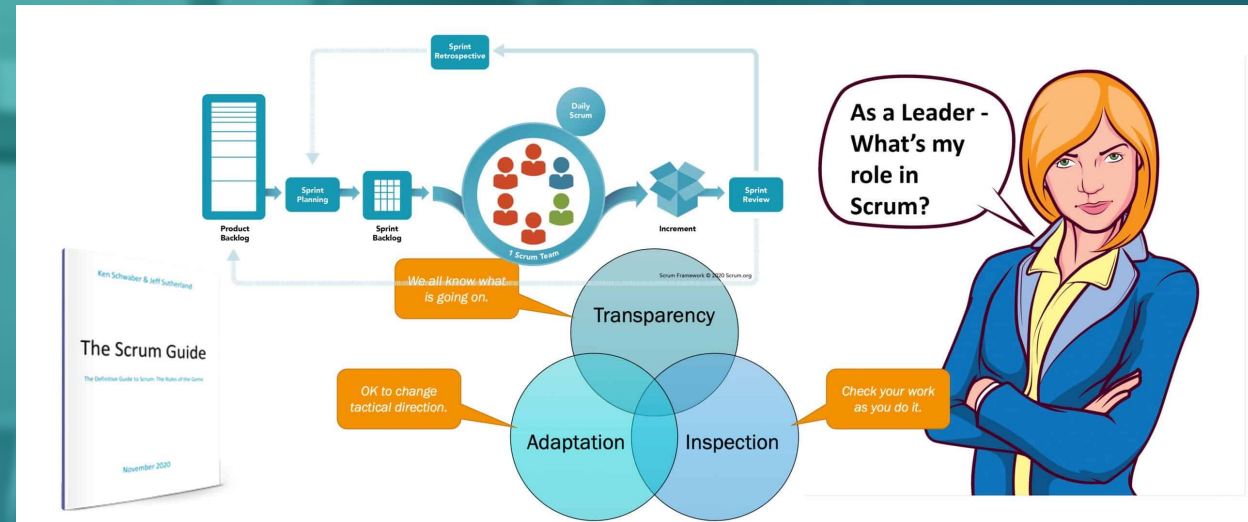 Sprint
Retrospective
Daily
Scrum
Sprint
Planning
Sprint
Review
Product
Backlog
Sprint
Backlog
1 Scrum Team
Increment
Scrum Framework © 2020 Scrum.org
As a Leader -
What's my
role in
Scrum?
Ken Schwaber & Jeff Sutherland
The Scrum Guide
The Definitive Guide to Scrum: The Rules of the Game
November 2020
We all know what
is going on.
Transparency
OK to change
tactical direction.
Check your work
as you do it.
Adaptation
Inspection